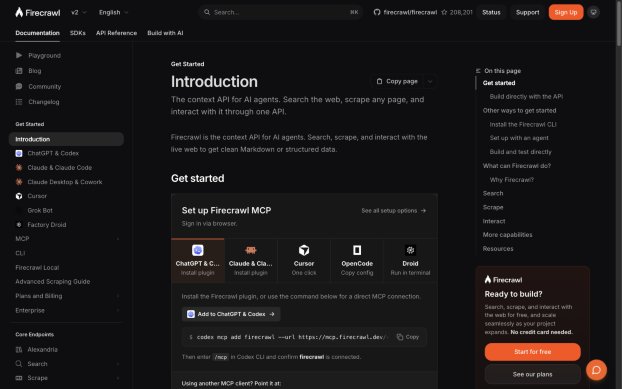 Firecrawl
v2
English
Search...
⌘K
firecrawl/firecrawl
208,201
Status
Support
Sign Up
Documentation
SDKs
API Reference
Build with AI
Playground
Blog
Community
Changelog
Get Started
Introduction
ChatGPT & Codex
Claude & Claude Code
Claude Desktop & Cowork
Cursor
Grok Bot
Factory Droid
MCP
CLI
Firecrawl Local
Advanced Scraping Guide
Plans and Billing
Enterprise
Core Endpoints
Alexandria
Search
Scrape
Get Started
Introduction
Copy page
The context API for AI agents. Search the web, scrape any page, and
interact with it through one API.
Firecrawl is the context API for AI agents. Search, scrape, and interact with the
live web to get clean Markdown or structured data.
Get started
Set up Firecrawl MCP
See all setup options →
Sign in via browser.
ChatGPT & C...
Install plugin
Claude & Cla...
Install plugin
Cursor
One click
OpenCode
Copy config
Droid
Run in terminal
Install the Firecrawl plugin, or use the command below for a direct MCP connection.
Add to ChatGPT & Codex →
$ codex mcp add firecrawl --url https://mcp.firecrawl.dev/
Copy
Then enter /mcp in Codex CLI and confirm firecrawl is connected.
Using another MCP client? Point it at:
On this page
Get started
Build directly with the API
Other ways to get started
Install the Firecrawl CLI
Set up with an agent
Build and test directly
What can Firecrawl do?
Why Firecrawl?
Search
Scrape
Interact
More capabilities
Resources
Firecrawl
Ready to build?
Search, scrape, and interact
with the web for free, and scale
seamlessly as your project
expands. No credit card needed.
Start for free
See our plans